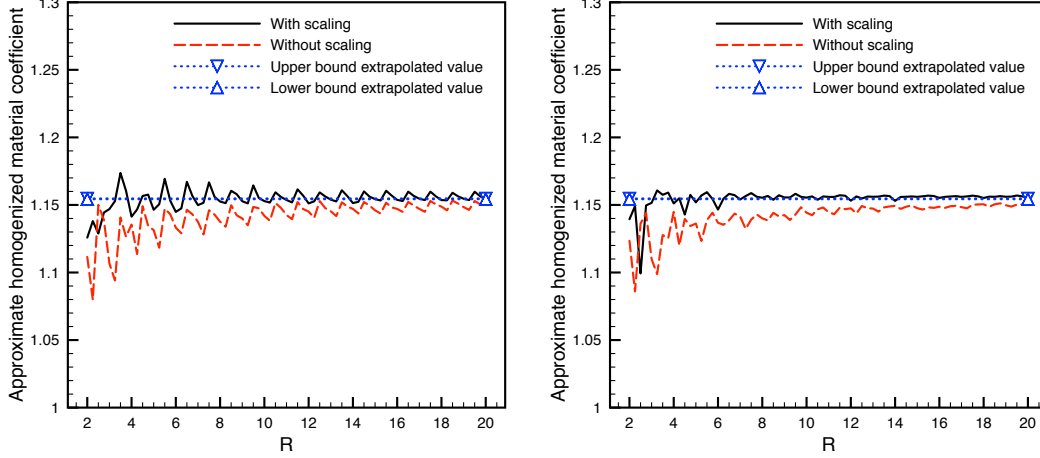 Approximate homogenized material coefficient
1.3
1.25
1.2
1.15
1.1
1.05
1
With scaling
Without scaling
Upper bound extrapolated value
Lower bound extrapolated value
2 4 6 8 10 12 14 16 18 20
R
Approximate homogenized material coefficient
1.3
1.25
1.2
1.15
1.1
1.05
1
With scaling
Without scaling
Upper bound extrapolated value
Lower bound extrapolated value
2 4 6 8 10 12 14 16 18 20
R